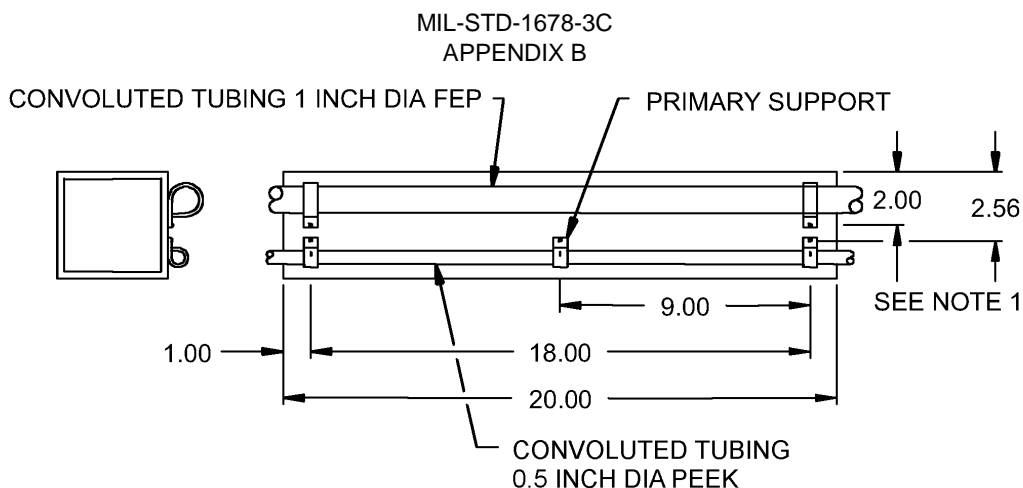 MIL-STD-1678-3C
APPENDIX B
CONVOLUTED TUBING 1 INCH DIA FEP
PRIMARY SUPPORT
2.00
2.56
SEE NOTE 1
9.00
1.00
18.00
20.00
CONVOLUTED TUBING
0.5 INCH DIA PEEK